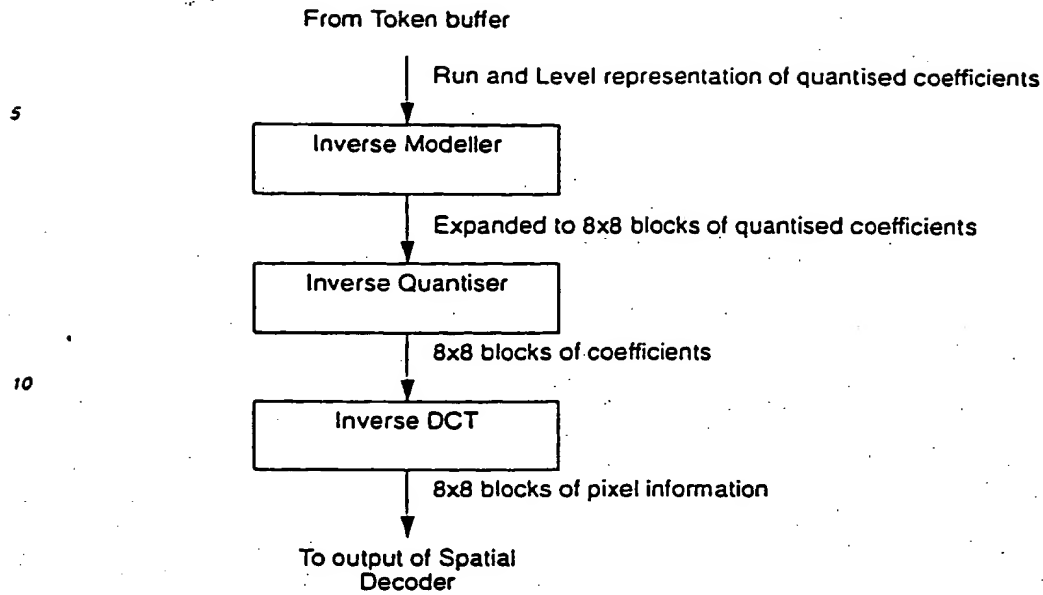 From Token buffer
Run and Level representation of quantised coefficients
5
Inverse Modeller
Expanded to 8x8 blocks of quantised coefficients
Inverse Quantiser
8x8 blocks of coefficients
10
Inverse DCT
8x8 blocks of pixel information
To output of Spatial
Decoder